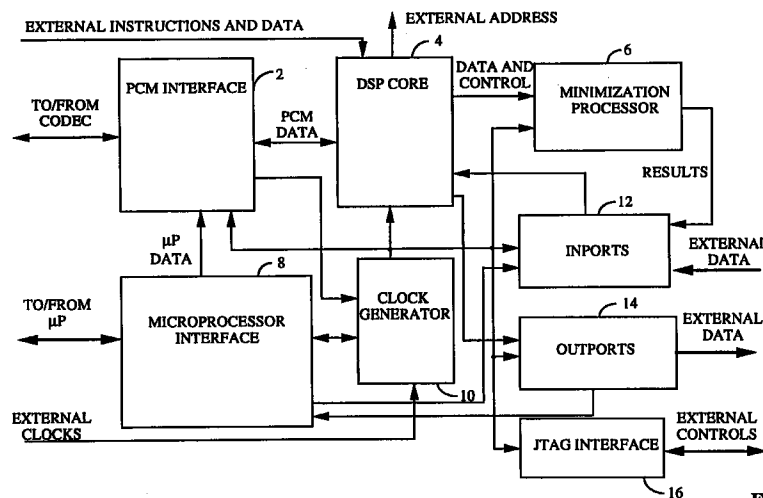 EXTERNAL INSTRUCTIONS AND DATA
EXTERNAL ADDRESS
4
2
6
PCM INTERFACE
DSP CORE
DATA AND
CONTROL
MINIMIZATION
PROCESSOR
TO/FROM
CODEC
PCM
DATA
RESULTS
12
µP
DATA
8
INPORTS
EXTERNAL
DATA
TO/FROM
µP
MICROPROCESSOR
INTERFACE
CLOCK
GENERATOR
14
OUTPORTS
EXTERNAL
DATA
10
EXTERNAL
CLOCKS
JTAG INTERFACE
EXTERNAL
CONTROLS
16